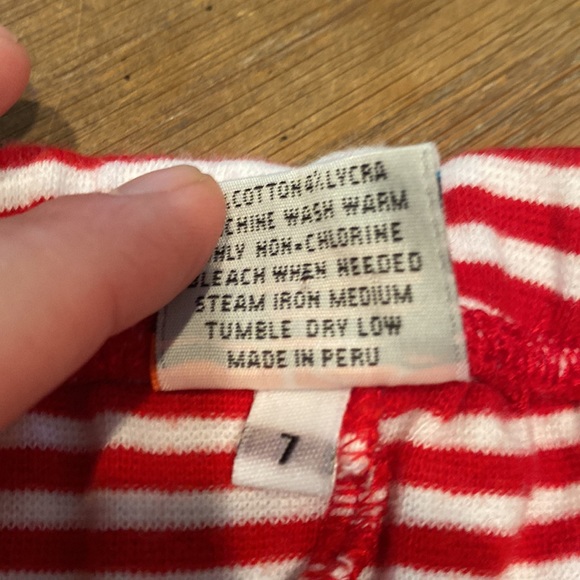 COTTON4%LYCRA
WASH WARM
NON-CHLORINE
BLEACH WHEN NEEDED
STEAM IRON MEDIUM
TUMBLE DRY LOW
MADE IN PERU
7